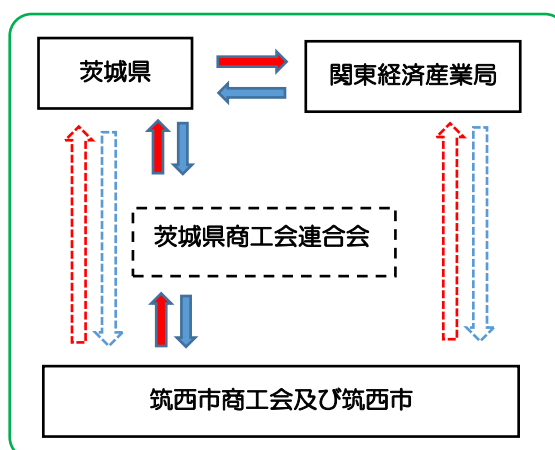 茨城県
関東経済産業局
茨城県商工会連合会
筑西市商工会及び筑西市